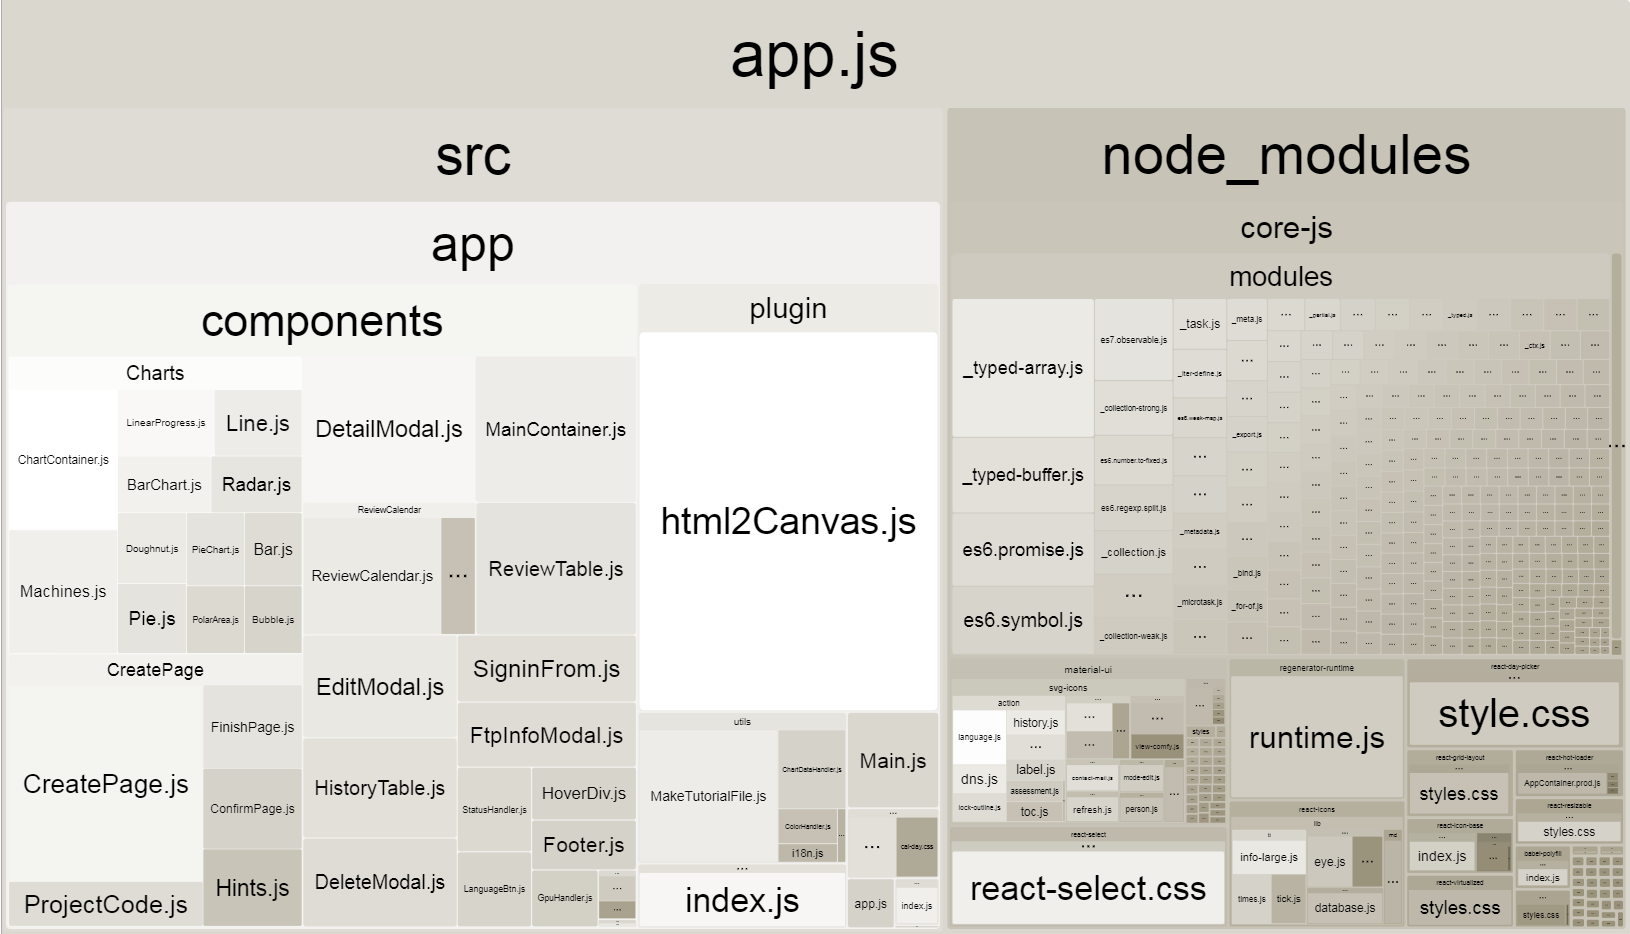 app.js
src
node_modules
app
core-js
modules
components
plugin
Charts
ChartContainer.js
LinearProgress.js
Line.js
BarChart.js
Radar.js
Machines.js
Doughnut.js
PieChart.js
Bar.js
Pie.js
PolarArea.js
Bubble.js
CreatePage
CreatePage.js
FinishPage.js
ConfirmPage.js
ProjectCode.js
Hints.js
DetailModal.js
MainContainer.js
ReviewCalendar
ReviewCalendar.js
...
ReviewTable.js
EditModal.js
SigninFrom.js
FtpInfoModal.js
HistoryTable.js
StatusHandler.js
HoverDiv.js
Footer.js
DeleteModal.js
LanguageBtn.js
GpuHandler.js
...
...
html2Canvas.js
utils
MakeTutorialFile.js
ChartDataHandler.js
ColorHandler.js
i18n.js
...
index.js
Main.js
...
...
cal-day.css
app.js
index.js
_typed-array.js
_typed-buffer.js
es6.promise.js
es6.symbol.js
es7.observable.js
_collection-strong.js
es6.number.to-fixed.js
es6.regexp.split.js
_collection.js
...
_collection-weak.js
_task.js
_iter-define.js
es6.weak-map.js
...
...
_metadata.js
...
_microtask.js
...
_meta.js
...
...
_export.js
...
...
...
_bind.js
_for-of.js
...
_partial.js
_typed.js
_ctx.js
material-ui
svg-icons
action
language.js
history.js
...
dns.js
label.js
assessment.js
lock-outline.js
toc.js
...
...
view-comfy.js
contact-mail.js
mode-edit.js
refresh.js
person.js
styles
react-select
...
react-select.css
regenerator-runtime
runtime.js
react-icons
ti
lib
md
info-large.js
eye.js
...
times.js
tick.js
database.js
...
react-day-picker
...
style.css
react-grid-layout
...
styles.css
react-hot-loader
...
AppContainer.prod.js
react-resizable
...
styles.css
react-icon-base
...
index.js
babel-polyfill
...
index.js
react-virtualized
...
styles.css
...
styles.css